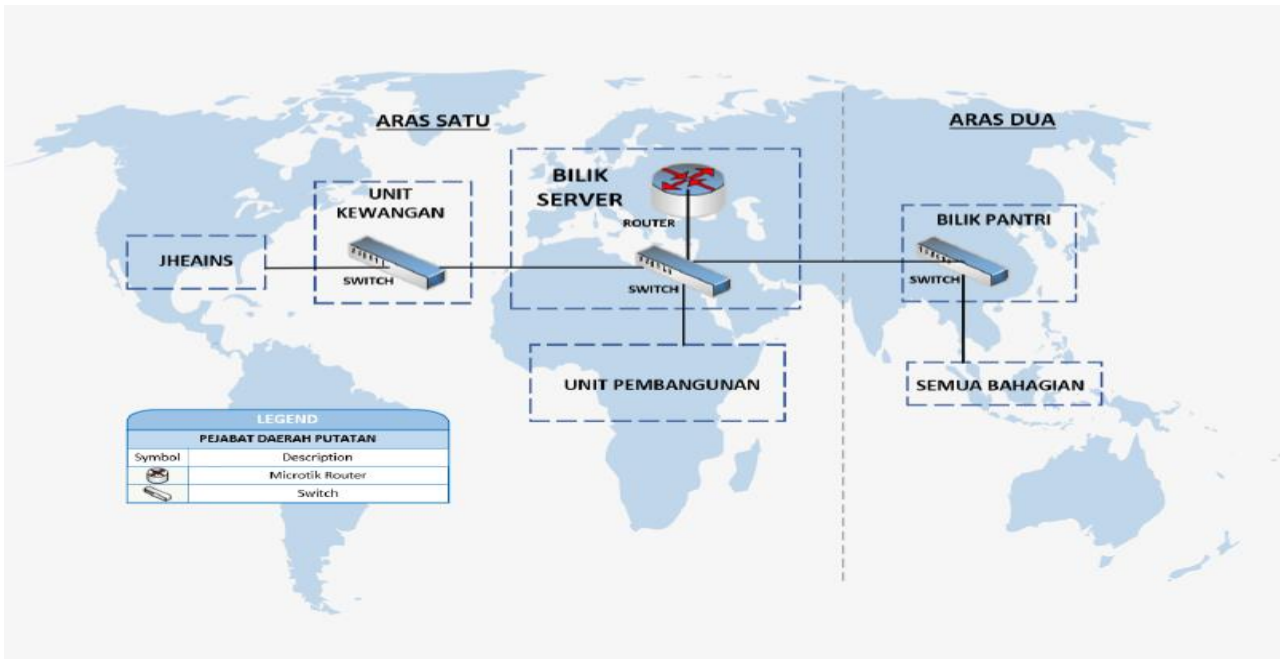 ARAS SATU
ARAS DUA
UNIT
KEWANGAN
BILIK
SERVER
ROUTER
BILIK PANTRI
JHEAINS
SWITCH
SWITCH
SWITCH
UNIT PEMBANGUNAN
SEMUA BAHAGIAN
LEGEND
PEJABAT DAERAH PUTATAN
Symbol Description
Microtik Router
Switch